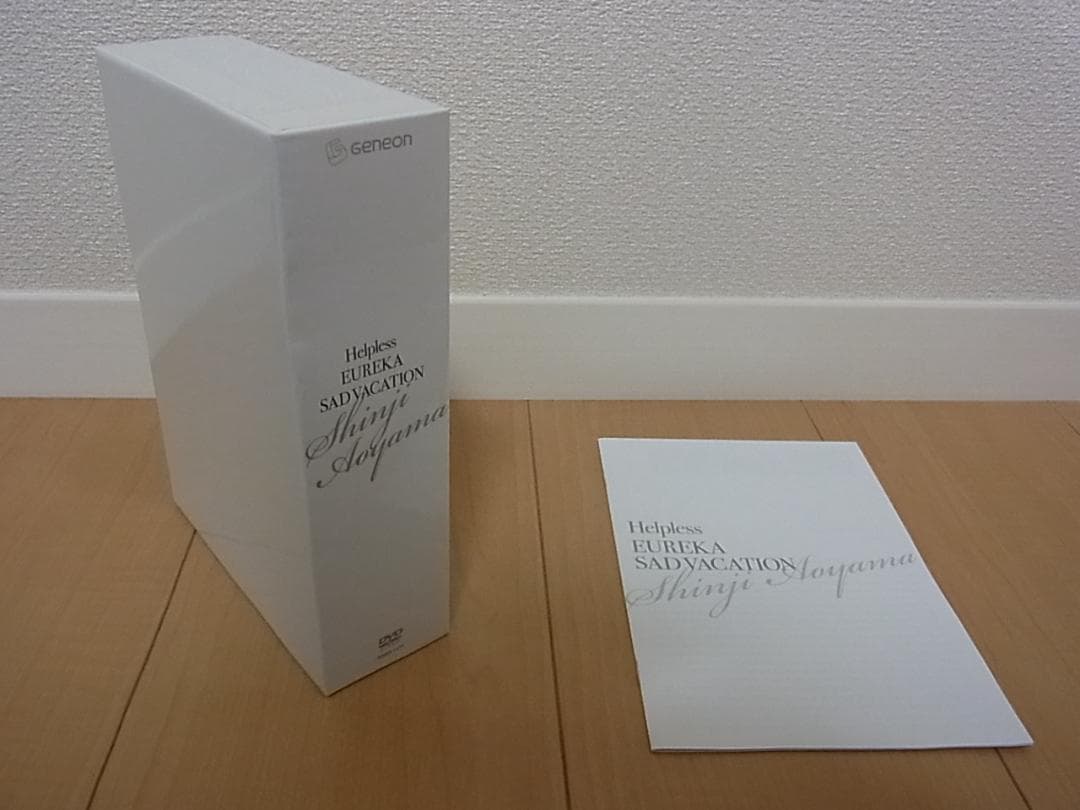 Geneon
Helpless
EUREKA
SAD VACATION
Shinji
Aoyama
DVD
Helpless
EUREKA
SAD VACATION
Shinji Aoyama